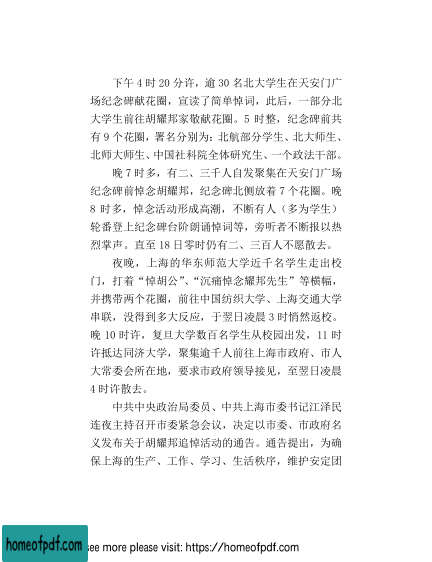 下午 4 时 20 分许，逾 30 名北大学生在天安门广
场纪念碑献花圈，宣读了简单悼词，此后，一部分北
大学生前往胡耀邦家敬献花圈。5 时整，纪念碑前共
有 9 个花圈，署名分别为：北航部分学生、北大师生、
北师大师生、中国社科院全体研究生、一个政法干部。
晚 7 时多，有二、三千人自发聚集在天安门广场
纪念碑前悼念胡耀邦，纪念碑北侧放着 7 个花圈。晚
8 时多，悼念活动形成高潮，不断有人（多为学生）
轮番登上纪念碑台阶朗诵悼词等，旁听者不断报以热
烈掌声。直至 18 日零时仍有二、三百人不愿散去。
夜晚，上海的华东师范大学近千名学生走出校
门，打着“悼胡公”、“沉痛悼念耀邦先生”等横幅，
并携带两个花圈，前往中国纺织大学、上海交通大学
串联，没得到多大反应，于翌日凌晨 3 时悄然返校。
晚 10 时许，复旦大学数百名学生从校园出发，11 时
许抵达同济大学，聚集逾千人前往上海市政府、市人
大常委会所在地，要求市政府领导接见，至翌日凌晨
4 时许散去。
中共中央政治局委员、中共上海市委书记江泽民
连夜主持召开市委紧急会议，决定以市委、市政府名
义发布关于胡耀邦追悼活动的通告。通告提出，为确
保上海的生产、工作、学习、生活秩序，维护安定团
homeofpdf.com
see more please visit: https://homeofpdf.com